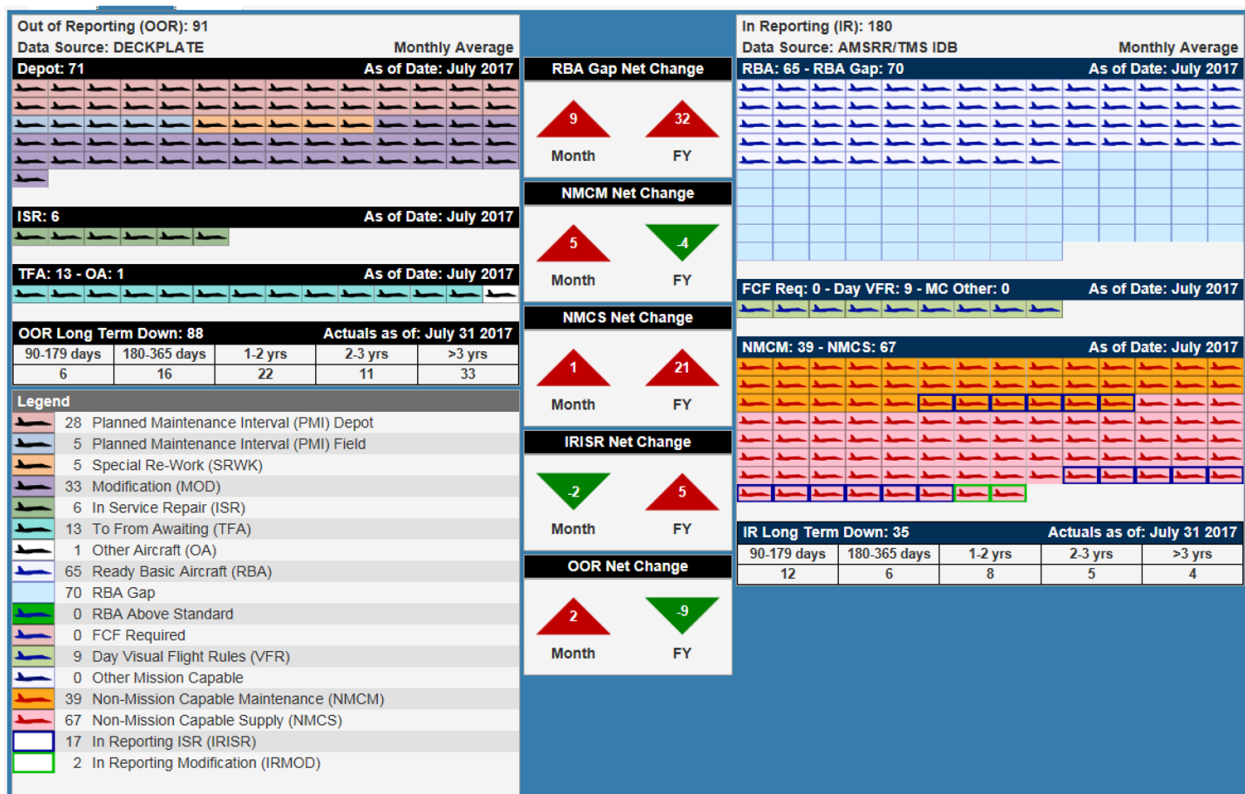 Out of Reporting (OOR): 91
Data Source: DECKPLATE Monthly Average
Depot: 71 As of Date: July 2017
ISR: 6 As of Date: July 2017
TFA: 13 - OA: 1 As of Date: July 2017
OOR Long Term Down: 88 Actuals as of: July 31 2017
90-179 days 180-365 days 1-2 yrs 2-3 yrs >3 yrs
6 16 22 11 33
Legend
28 Planned Maintenance Interval (PMI) Depot
5 Planned Maintenance Interval (PMI) Field
5 Special Re-Work (SRWK)
33 Modification (MOD)
6 In Service Repair (ISR)
13 To From Awaiting (TFA)
1 Other Aircraft (OA)
65 Ready Basic Aircraft (RBA)
70 RBA Gap
0 RBA Above Standard
0 FCF Required
9 Day Visual Flight Rules (VFR)
0 Other Mission Capable
39 Non-Mission Capable Maintenance (NMCM)
67 Non-Mission Capable Supply (NMCS)
17 In Reporting ISR (IRISR)
2 In Reporting Modification (IRMOD)
RBA Gap Net Change
9 32
Month FY
NMCM Net Change
5 -4
Month FY
NMCS Net Change
1 21
Month FY
IRISR Net Change
-2 5
Month FY
OOR Net Change
2 -9
Month FY
In Reporting (IR): 180
Data Source: AMSRR/TMS IDB Monthly Average
RBA: 65 - RBA Gap: 70 As of Date: July 2017
FCF Req: 0 - Day VFR: 9 - MC Other: 0 As of Date: July 2017
NMCM: 39 - NMCS: 67 As of Date: July 2017
IR Long Term Down: 35 Actuals as of: July 31 2017
90-179 days 180-365 days 1-2 yrs 2-3 yrs >3 yrs
12 6 8 5 4